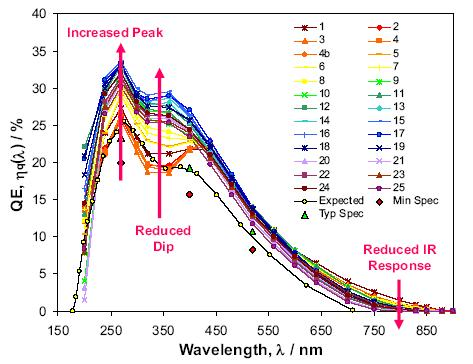 40
35
30
25
20
15
10
5
0
QE, ηq(λ) / %
150 250 350 450 550 650 750 850
Wavelength, λ / nm
Increased Peak
Reduced
Dip
Reduced IR
Response
1 2
3 4
4b 5
6 7
8 9
10 11
12 13
14 15
16 17
18 19
20 21
22 23
24 25
Expected Min Spec
Typ Spec